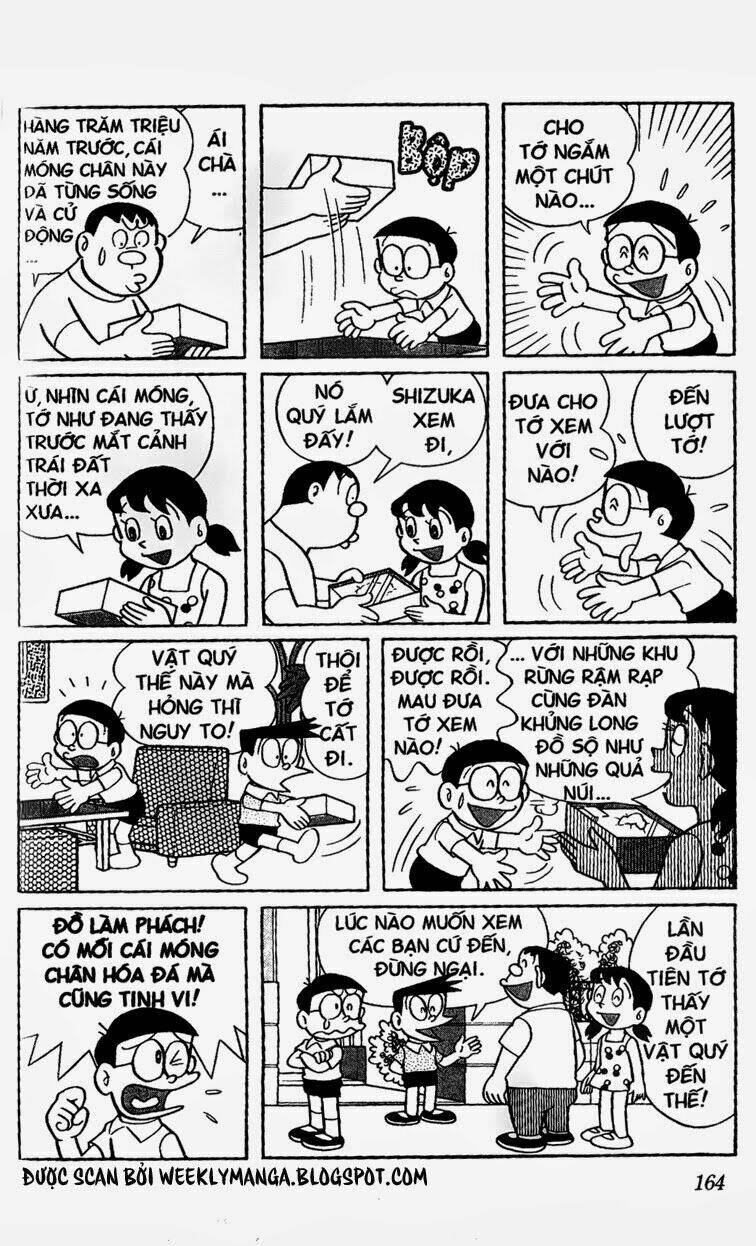 CHO
TỚ NGẮM
MỘT CHÚT
NÀO...
BỘP
ÁI
CHÀ
...
HÀNG TRĂM TRIỆU
NĂM TRƯỚC, CÁI
MÓNG CHÂN NÀY
ĐÃ TỪNG SỐNG
VÀ CỬ
ĐỘNG
...
ĐẾN
LƯỢT
TỚ!
ĐƯA CHO
TỚ XEM
VỚI
NÀO!
SHIZUKA
XEM
ĐI,
NÓ
QUÝ LẮM
ĐẤY!
Ừ, NHÌN CÁI MÓNG,
TỚ NHƯ ĐANG THẤY
TRƯỚC MẮT CẢNH
TRÁI ĐẤT
THỜI XA
XƯA...
... VỚI NHỮNG KHU
RỪNG RẬM RẠP
CÙNG ĐÀN
KHỦNG LONG
ĐỒ SỘ NHƯ
NHỮNG QUẢ
NÚI...
ĐƯỢC RỒI,
ĐƯỢC RỒI.
MAU ĐƯA
TỚ XEM
NÀO!
THÔI
ĐỂ
TỚ
CẤT
ĐI.
VẬT QUÝ
THẾ NÀY MÀ
HỎNG THÌ
NGUY TO!
LẦN
ĐẦU
TIÊN TỚ
THẤY
MỘT
VẬT QUÝ
ĐẾN
THẾ!
LÚC NÀO MUỐN XEM
CÁC BẠN CỨ ĐẾN,
ĐỪNG NGẠI.
ĐỒ LÀM PHÁCH!
CÓ MỖI CÁI MÓNG
CHÂN HÓA ĐÁ MÀ
CŨNG TINH VI!
ĐƯỢC SCAN BỞI WEEKLYMANGA.BLOGSPOT.COM
164